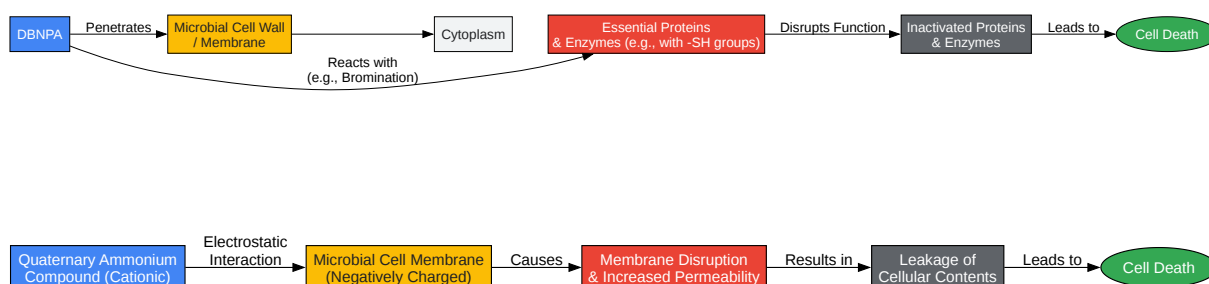 DBNPA
Penetrates
Microbial Cell Wall
/ Membrane
Cytoplasm
Reacts with
(e.g., Bromination)
Essential Proteins
& Enzymes (e.g., with -SH groups)
Disrupts Function
Inactivated Proteins
& Enzymes
Leads to
Cell Death
Quaternary Ammonium
Compound (Cationic)
Electrostatic
Interaction
Microbial Cell Membrane
(Negatively Charged)
Causes
Membrane Disruption
& Increased Permeability
Results in
Leakage of
Cellular Contents
Leads to
Cell Death